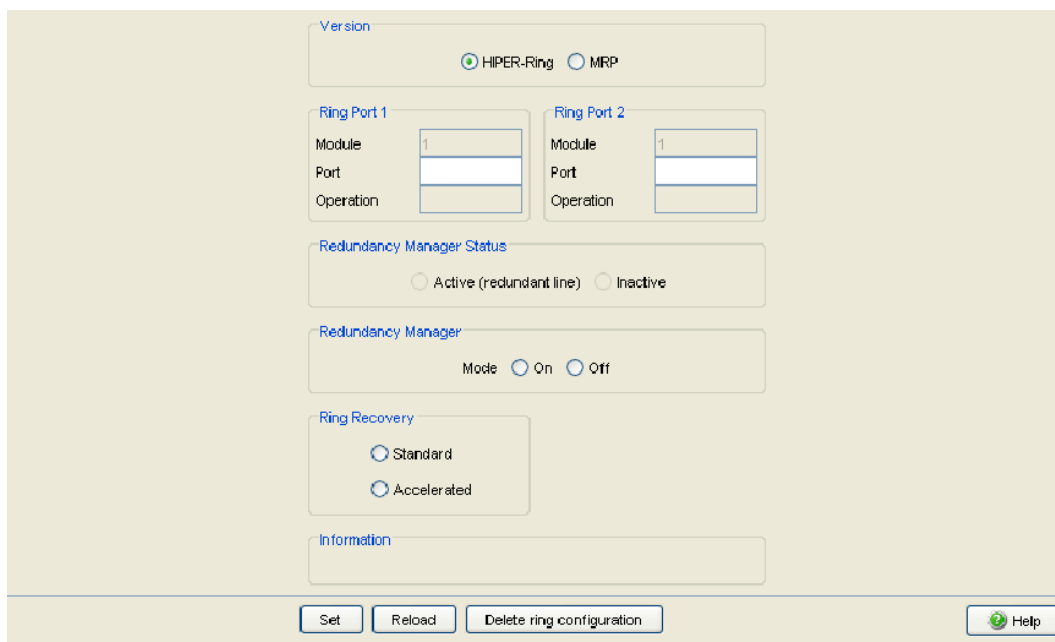 Version
HIPER-Ring MRP
Ring Port 1 Ring Port 2
Module 1 Module 1
Port Port
Operation Operation
Redundancy Manager Status
Active (redundant line) Inactive
Redundancy Manager
Mode On Off
Ring Recovery
Standard
Accelerated
Information
Set Reload Delete ring configuration Help